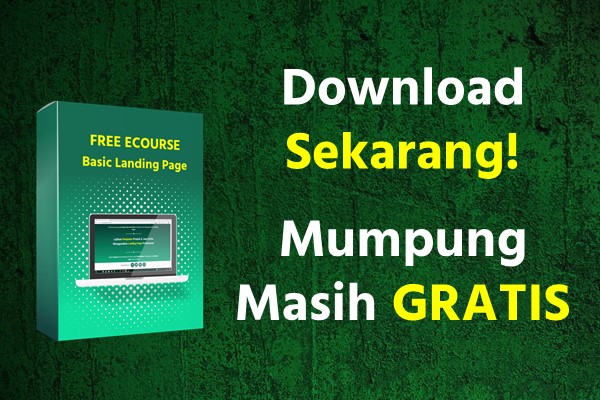 FREE ECOURSE
Basic Landing Page
Download
Sekarang!
Mumpung
Masih GRATIS